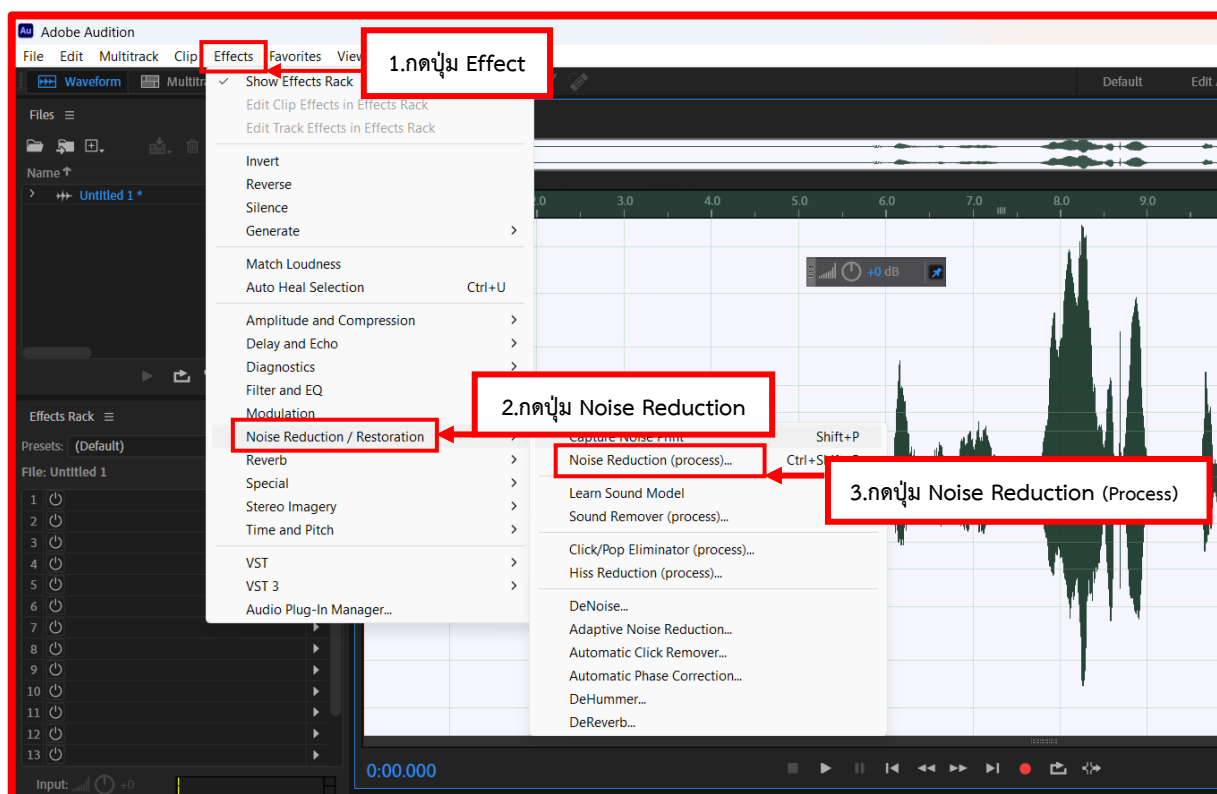 Au Adobe Audition
File Edit Multitrack Clip Effects Favorites
1.กดปุ่ม Effect
Waveform
Default Edit
Show Effects Rack
Edit Clip Effects in Effects Rack
Edit Track Effects in Effects Rack
Invert
Reverse
Silence
Generate
Match Loudness
Auto Heal Selection Ctrl+U
Amplitude and Compression
Delay and Echo
Diagnostics
Filter and EQ
Modulation
Noise Reduction / Restoration
Reverb
Special
Stereo Imagery
Time and Pitch
VST
VST 3
Audio Plug-In Manager...
2.กดปุ่ม Noise Reduction
Capture Noise Print Shift+P
Noise Reduction (process)...
3.กดปุ่ม Noise Reduction (Process)
Learn Sound Model
Sound Remover (process)...
Click/Pop Eliminator (process)...
Hiss Reduction (process)...
DeNoise...
Adaptive Noise Reduction...
Automatic Click Remover...
Automatic Phase Correction...
DeHummer...
DeReverb...
Files
Name
Untitled 1 *
Effects Rack
Presets: (Default)
File: Untitled 1
1
2
3
4
5
6
7
8
9
10
11
12
13
Input: +0
3.0 4.0 5.0 6.0 7.0 8.0 9.0
+0 dB
0:00.000